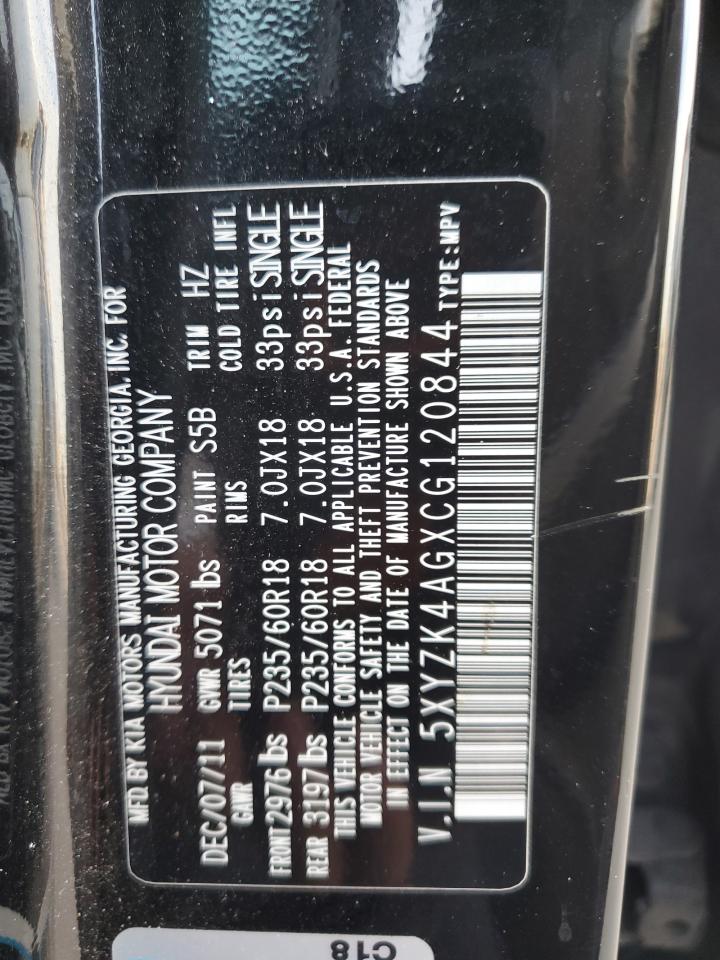 MFD BY KIA MOTORS MANUFACTURING GEORGIA, INC. FOR
HYUNDAI MOTOR COMPANY
DEC/07/11 GVWR 5071 lbs PAINT S5B TRIM HZ
GAWR TIRES RIMS COLD TIRE INFL
FRONT 2976 lbs P235/60R18 7.0JX18 33psi SINGLE
REAR 3197 lbs P235/60R18 7.0JX18 33psi SINGLE
THIS VEHICLE CONFORMS TO ALL APPLICABLE U.S.A. FEDERAL
MOTOR VEHICLE SAFETY AND THEFT PREVENTION STANDARDS
IN EFFECT ON THE DATE OF MANUFACTURE SHOWN ABOVE
V.I.N 5XYZK4AGXCG120844 TYPE:MPV
C18